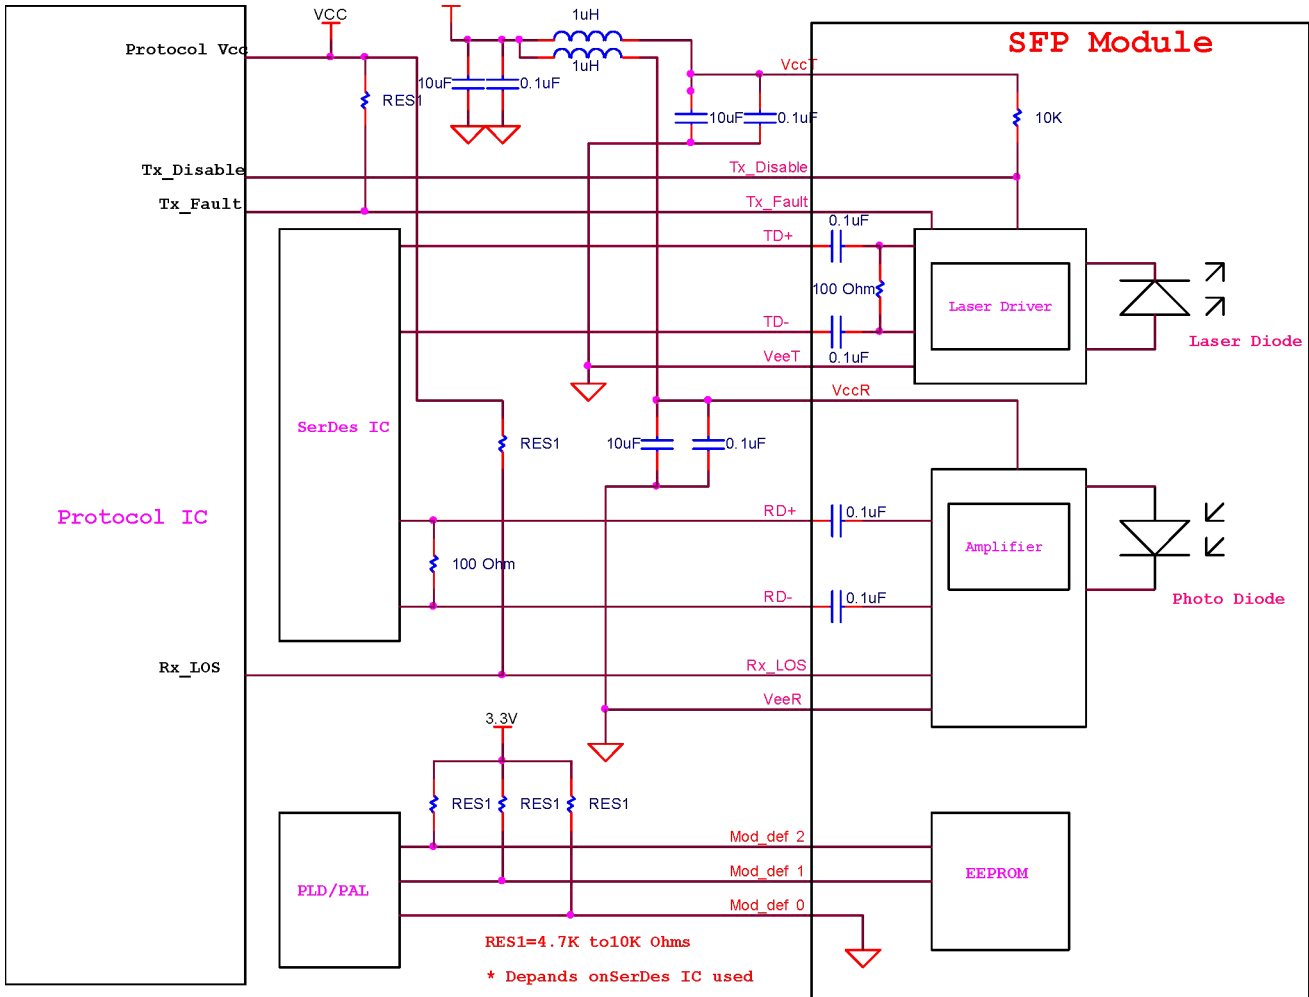 VCC
1uH
SFP Module
Protocol Vcc
1uH
VccT
10uF
0.1uF
RES1
10uF
0.1uF
10K
Tx_Disable
Tx_Disable
Tx_Fault
Tx_Fault
0.1uF
TD+
100 Ohm
Laser Driver
TD-
Laser Diode
VeeT
0.1uF
VccR
SerDes IC
RES1
10uF
0.1uF
Protocol IC
RD+
0.1uF
Amplifier
100 Ohm
RD-
0.1uF
Photo Diode
Rx_LOS
Rx_LOS
VeeR
3.3V
RES1
RES1
RES1
Mod_def 2
PLD/PAL
Mod_def 1
EEPROM
Mod_def 0
RES1=4.7K to10K Ohms
* Depands onSerDes IC used